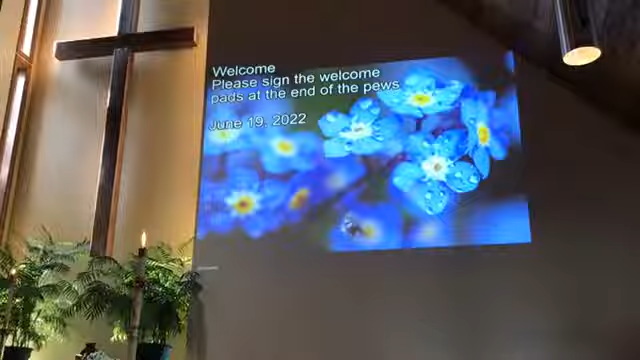 Welcome
Please sign the welcome
pads at the end of the pews
June 19, 2022